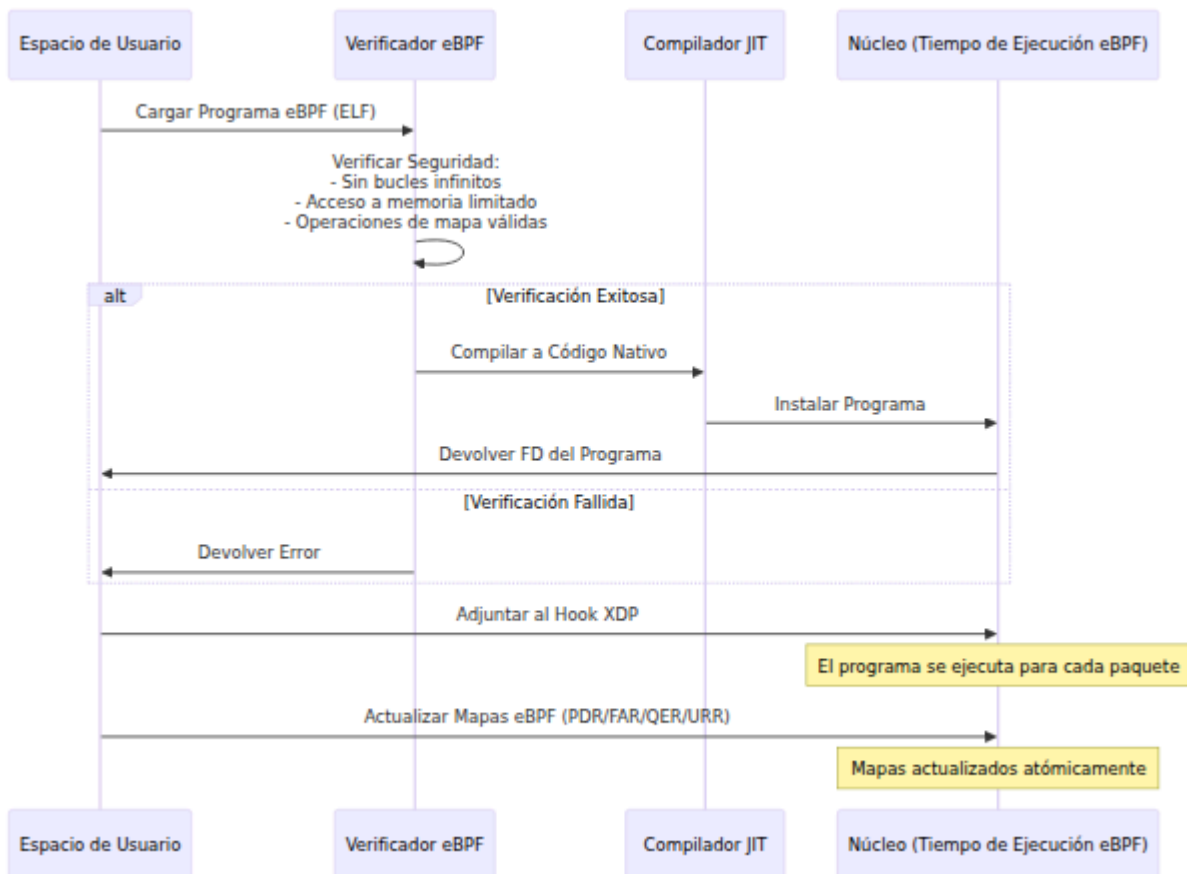 Espacio de Usuario
Verificador eBPF
Compilador JIT
Núcleo (Tiempo de Ejecución eBPF)
Cargar Programa eBPF (ELF)
Verificar Seguridad:
- Sin bucles infinitos
- Acceso a memoria limitado
- Operaciones de mapa válidas
alt
[Verificación Exitosa]
Compilar a Código Nativo
Instalar Programa
Devolver FD del Programa
[Verificación Fallida]
Devolver Error
Adjuntar al Hook XDP
El programa se ejecuta para cada paquete
Actualizar Mapas eBPF (PDR/FAR/QER/URR)
Mapas actualizados atómicamente
Espacio de Usuario
Verificador eBPF
Compilador JIT
Núcleo (Tiempo de Ejecución eBPF)